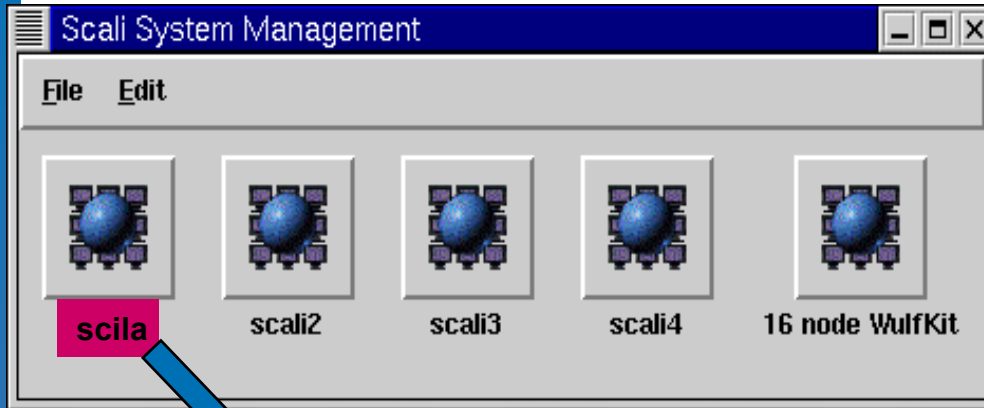 Scali System Management
File Edit
scila scali2 scali3 scali4 16 node WulfKit